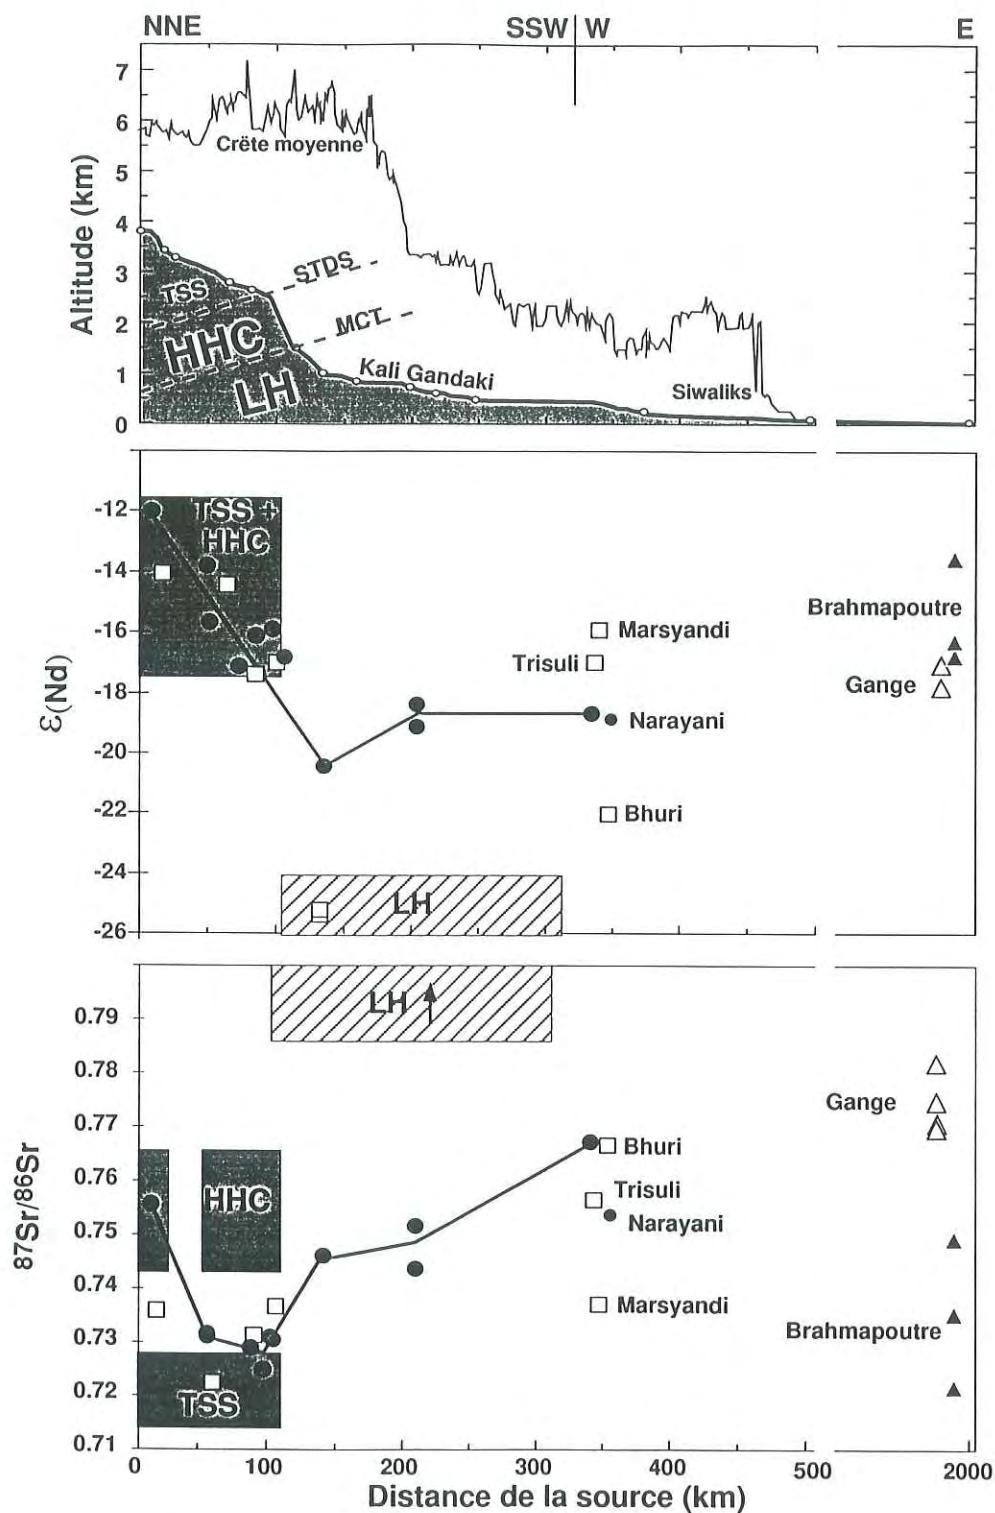 NNE
SSW
W
E
7
6
5
4
3
2
1
0
Altitude (km)
Crëte moyenne
TSS
STDS
HHC
MCT
LH
Kali Gandaki
Siwaliks
-12
-14
-16
-18
-20
-22
-24
-26
ε(Nd)
TSS +
HHC
Marsyandi
Trisuli
Narayani
Bhuri
LH
Brahmapoutre
Gange
0.79
0.78
0.77
0.76
0.75
0.74
0.73
0.72
0.71
87Sr/86Sr
LH
HHC
TSS
Bhuri
Trisuli
Narayani
Marsyandi
Gange
Brahmapoutre
0
100
200
300
400
500
2000
Distance de la source (km)